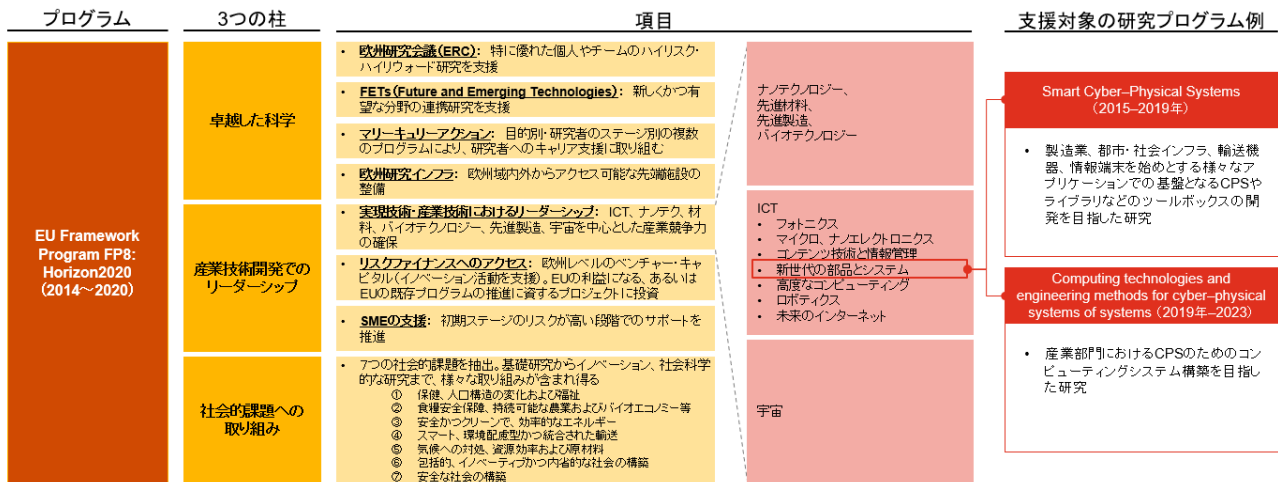 プログラム
3つの柱
項目
支援対象の研究プログラム例
EU Framework
Program FP8:
Horizon2020
(2014～2020)
卓越した科学
産業技術開発での
リーダーシップ
社会的課題への
取り組み
• 欧州研究会議(ERC)： 特に優れた個人やチームのハイリスク・
ハイリウォード研究を支援
• FETs(Future and Emerging Technologies)： 新しくかつ有
望な分野の連携研究を支援
• マリーキュリーアクション： 目的別・研究者のステージ別の複数
のプログラムにより、研究者へのキャリア支援に取り組む
• 欧州研究インフラ： 欧州域内外からアクセス可能な先端施設の
整備
• 実現技術・産業技術におけるリーダーシップ： ICT、ナノテク、材
料、バイオテクノロジー、先進製造、宇宙を中心とした産業競争力
の確保
• リスクファイナンスへのアクセス： 欧州レベルのベンチャー・キャ
ピタル(イノベーション活動を支援)。EUの利益になる、あるいは
EUの既存プログラムの推進に資するプロジェクトに投資
• SMEの支援： 初期ステージのリスクが高い段階でのサポートを
推進
• 7つの社会的課題を抽出。基礎研究からイノベーション、社会科学
的な研究まで、様々な取り組みが含まれ得る
① 保健、人口構造の変化および福祉
② 食糧安全保障、持続可能な農業およびバイオエコノミー等
③ 安全かつクリーンで、効率的なエネルギー
④ スマート、環境配慮型かつ統合された輸送
⑤ 気候への対処、資源効率および原材料
⑥ 包括的、イノベーティブかつ内省的な社会の構築
⑦ 安全な社会の構築
ナノテクノロジー、
先進材料、
先進製造、
バイオテクノロジー
ICT
• フォトニクス
• マイクロ、ナノエレクトロニクス
• コンテンツ技術と情報管理
• 新世代の部品とシステム
• 高度なコンピューティング
• ロボティクス
• 未来のインターネット
宇宙
Smart Cyber–Physical Systems
(2015–2019年)
• 製造業、都市・社会インフラ、輸送機
器、情報端末を始めとする様々なア
プリケーションでの基盤となるCPSや
ライブラリなどのツールボックスの開
発を目指した研究
Computing technologies and
engineering methods for cyber–physical
systems of systems (2019年–2023)
• 産業部門におけるCPSのためのコン
ピューティングシステム構築を目指し
た研究